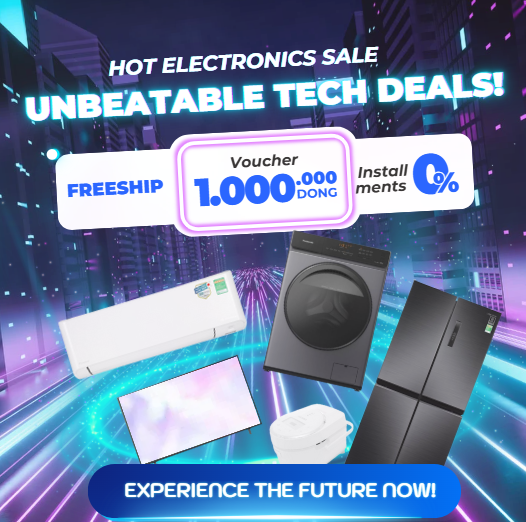 HOT ELECTRONICS SALE
UNBEATABLE TECH DEALS!
FREESHIP
Voucher
1.000.000
DONG
Install
ments
0%
EXPERIENCE THE FUTURE NOW!